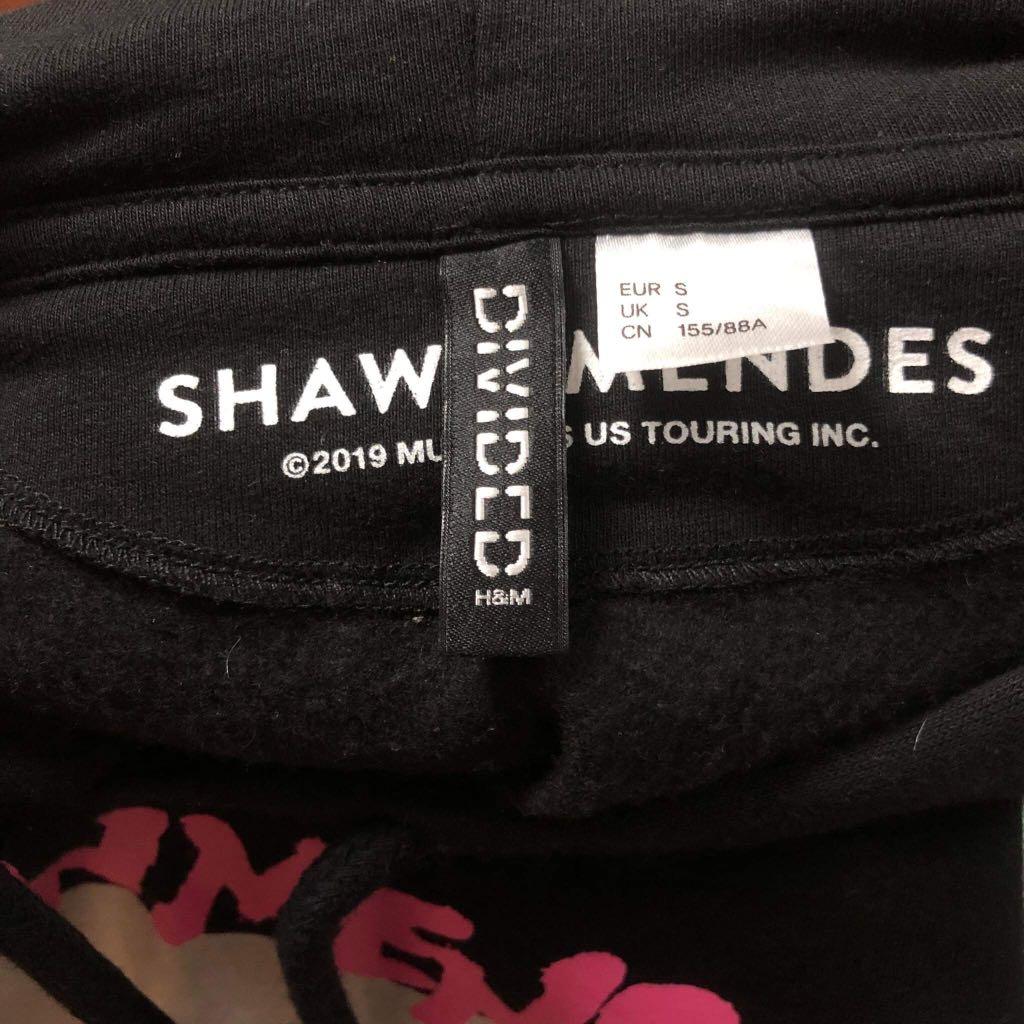 EUR S
UK S
CN 155/88A
SHAW MENDES
©2019 MU S US TOURING INC.
DIVIDED
H&M